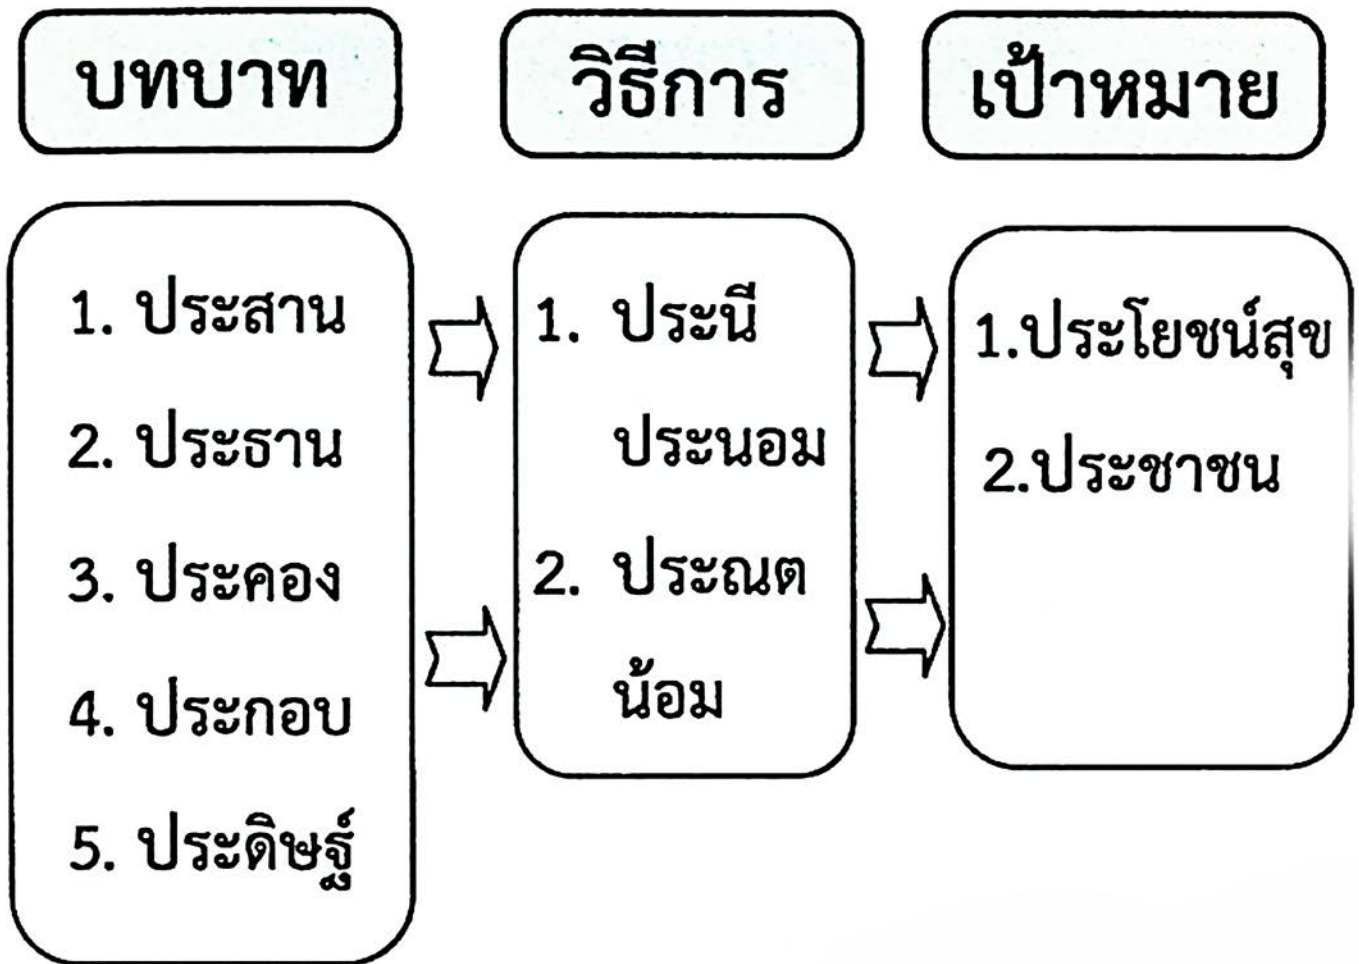 บทบาท
วิธีการ
เป้าหมาย
1. ประสาน
2. ประธาน
3. ประคอง
4. ประกอบ
5. ประดิษฐ์
1. ประนี
ประนอม
2. ประณต
น้อม
1.ประโยชน์สุข
2.ประชาชน